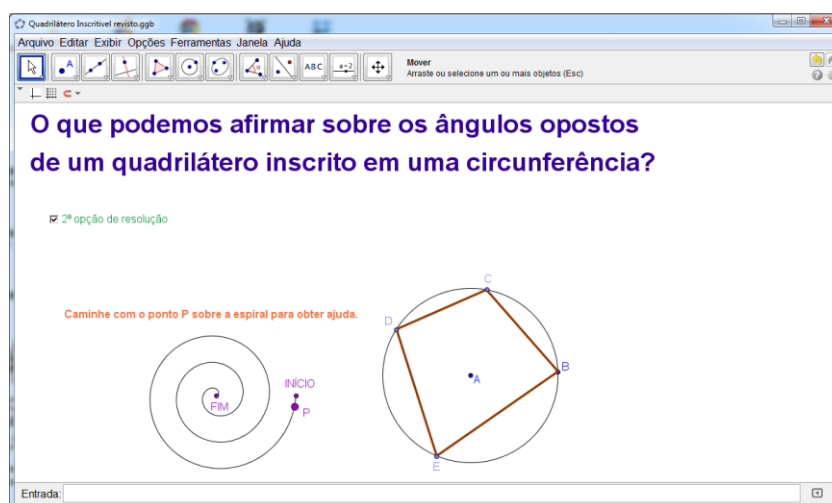 Quadrilátero Inscritivel revisto.ggb
Arquivo Editar Exibir Opções Ferramentas Janela Ajuda
A
ABC
a=2
Mover
Arraste ou selecione um ou mais objetos (Esc)
O que podemos afirmar sobre os ângulos opostos
de um quadrilátero inscrito em uma circunferência?
2ª opção de resolução
Caminhe com o ponto P sobre a espiral para obter ajuda.
C
D
INÍCIO
FIM
P
A
B
E
Entrada: